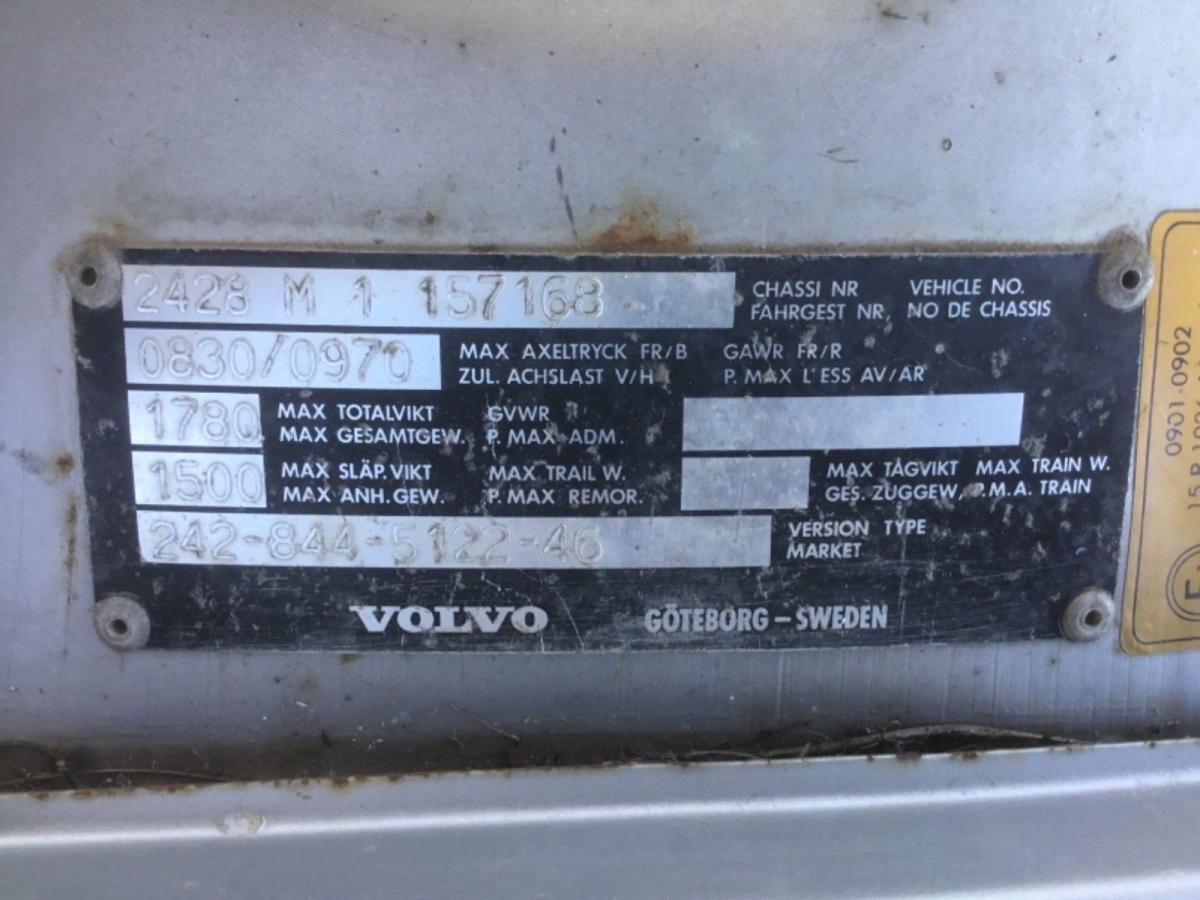 2428 M 1 157168
CHASSI NR VEHICLE NO.
FAHRGEST NR, NO DE CHASSIS
0830/0970
MAX AXELTRYCK FR/B GAWR FR/R
ZUL. ACHSLAST V/H P. MAX L'ESS AV/AR
1780
MAX TOTALVIKT GVWR
MAX GESAMTGEW. P. MAX ADM.
1500
MAX SLÄP.VIKT MAX TRAIL W.
MAX ANH.GEW. P.MAX REMOR.
MAX TÅGVIKT MAX TRAIN W.
GES. ZUGGEW, P.M.A. TRAIN
242-844-5122-46
VERSION TYPE
MARKET
VOLVO GÖTEBORG – SWEDEN
0901-0902
15 R